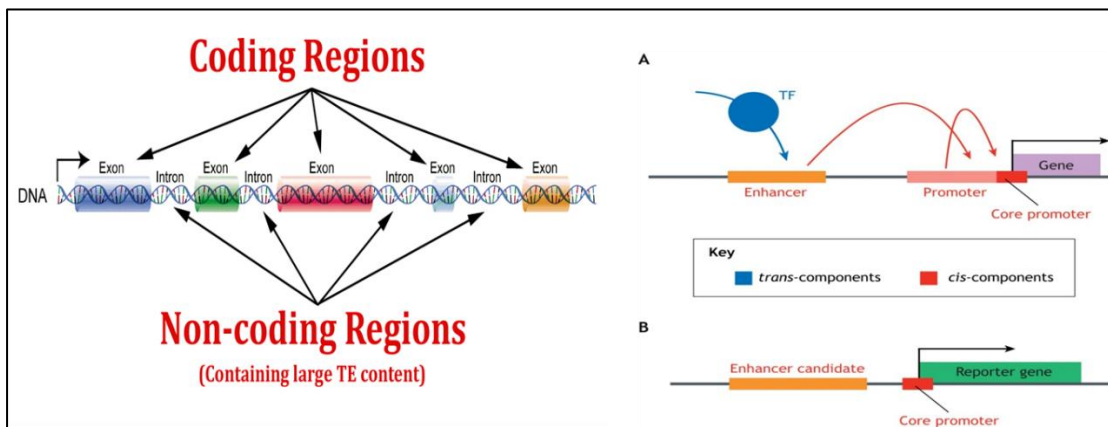 Coding Regions
Exon
Intron
Exon
Intron
Exon
Intron
Exon
Intron
Exon
DNA
Non-coding Regions
(Containing large TE content)
A
TF
Gene
Enhancer
Promoter
Core promoter
Key
trans-components
cis-components
B
Enhancer candidate
Reporter gene
Core promoter